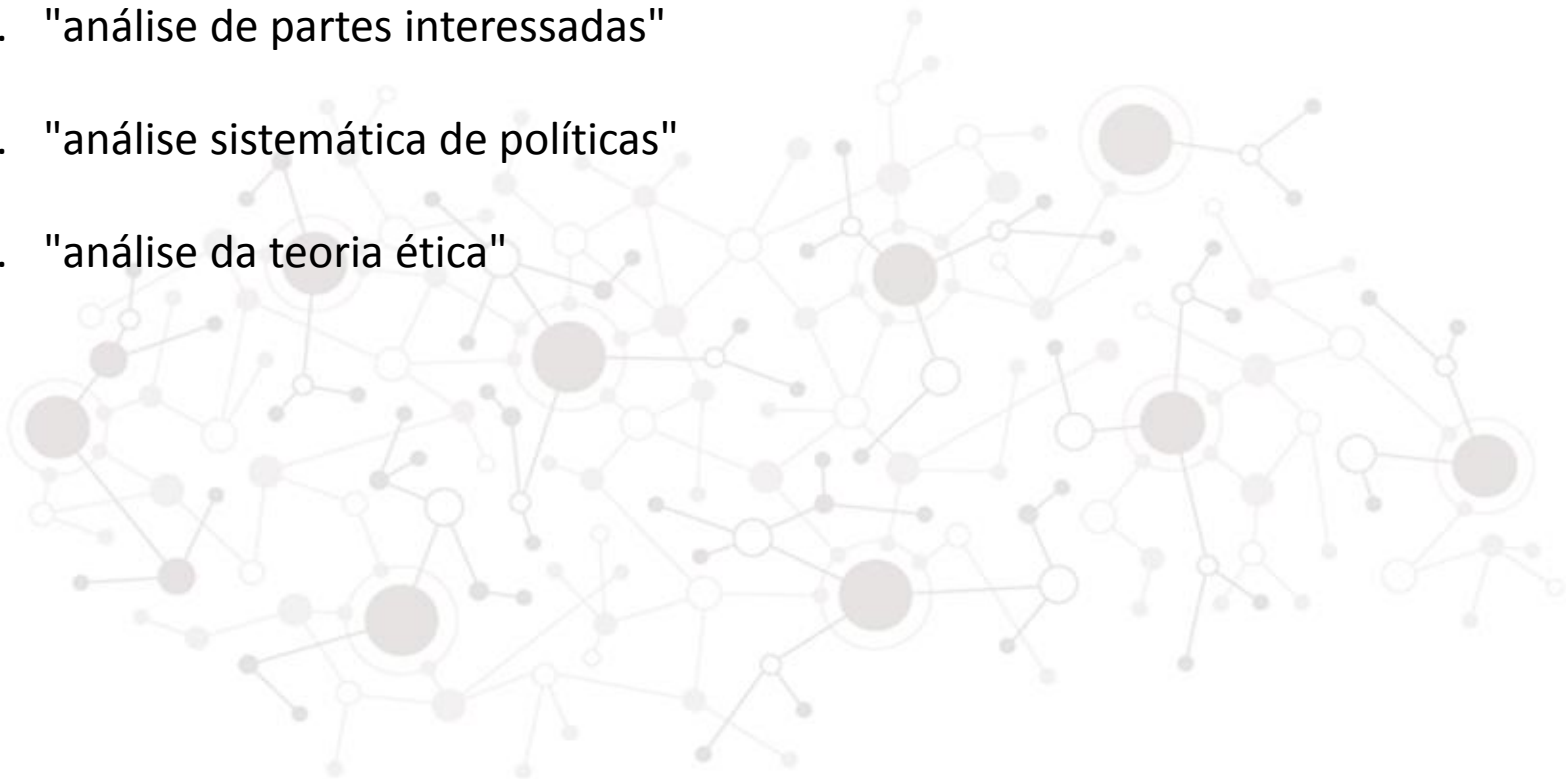 . "análise de partes interessadas"
. "análise sistemática de políticas"
. "análise da teoria ética"